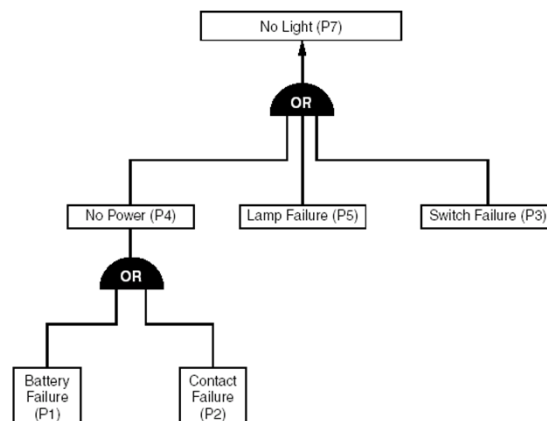 No Light (P7)
OR
No Power (P4)
Lamp Failure (P5)
Switch Failure (P3)
OR
Battery
Failure
(P1)
Contact
Failure
(P2)